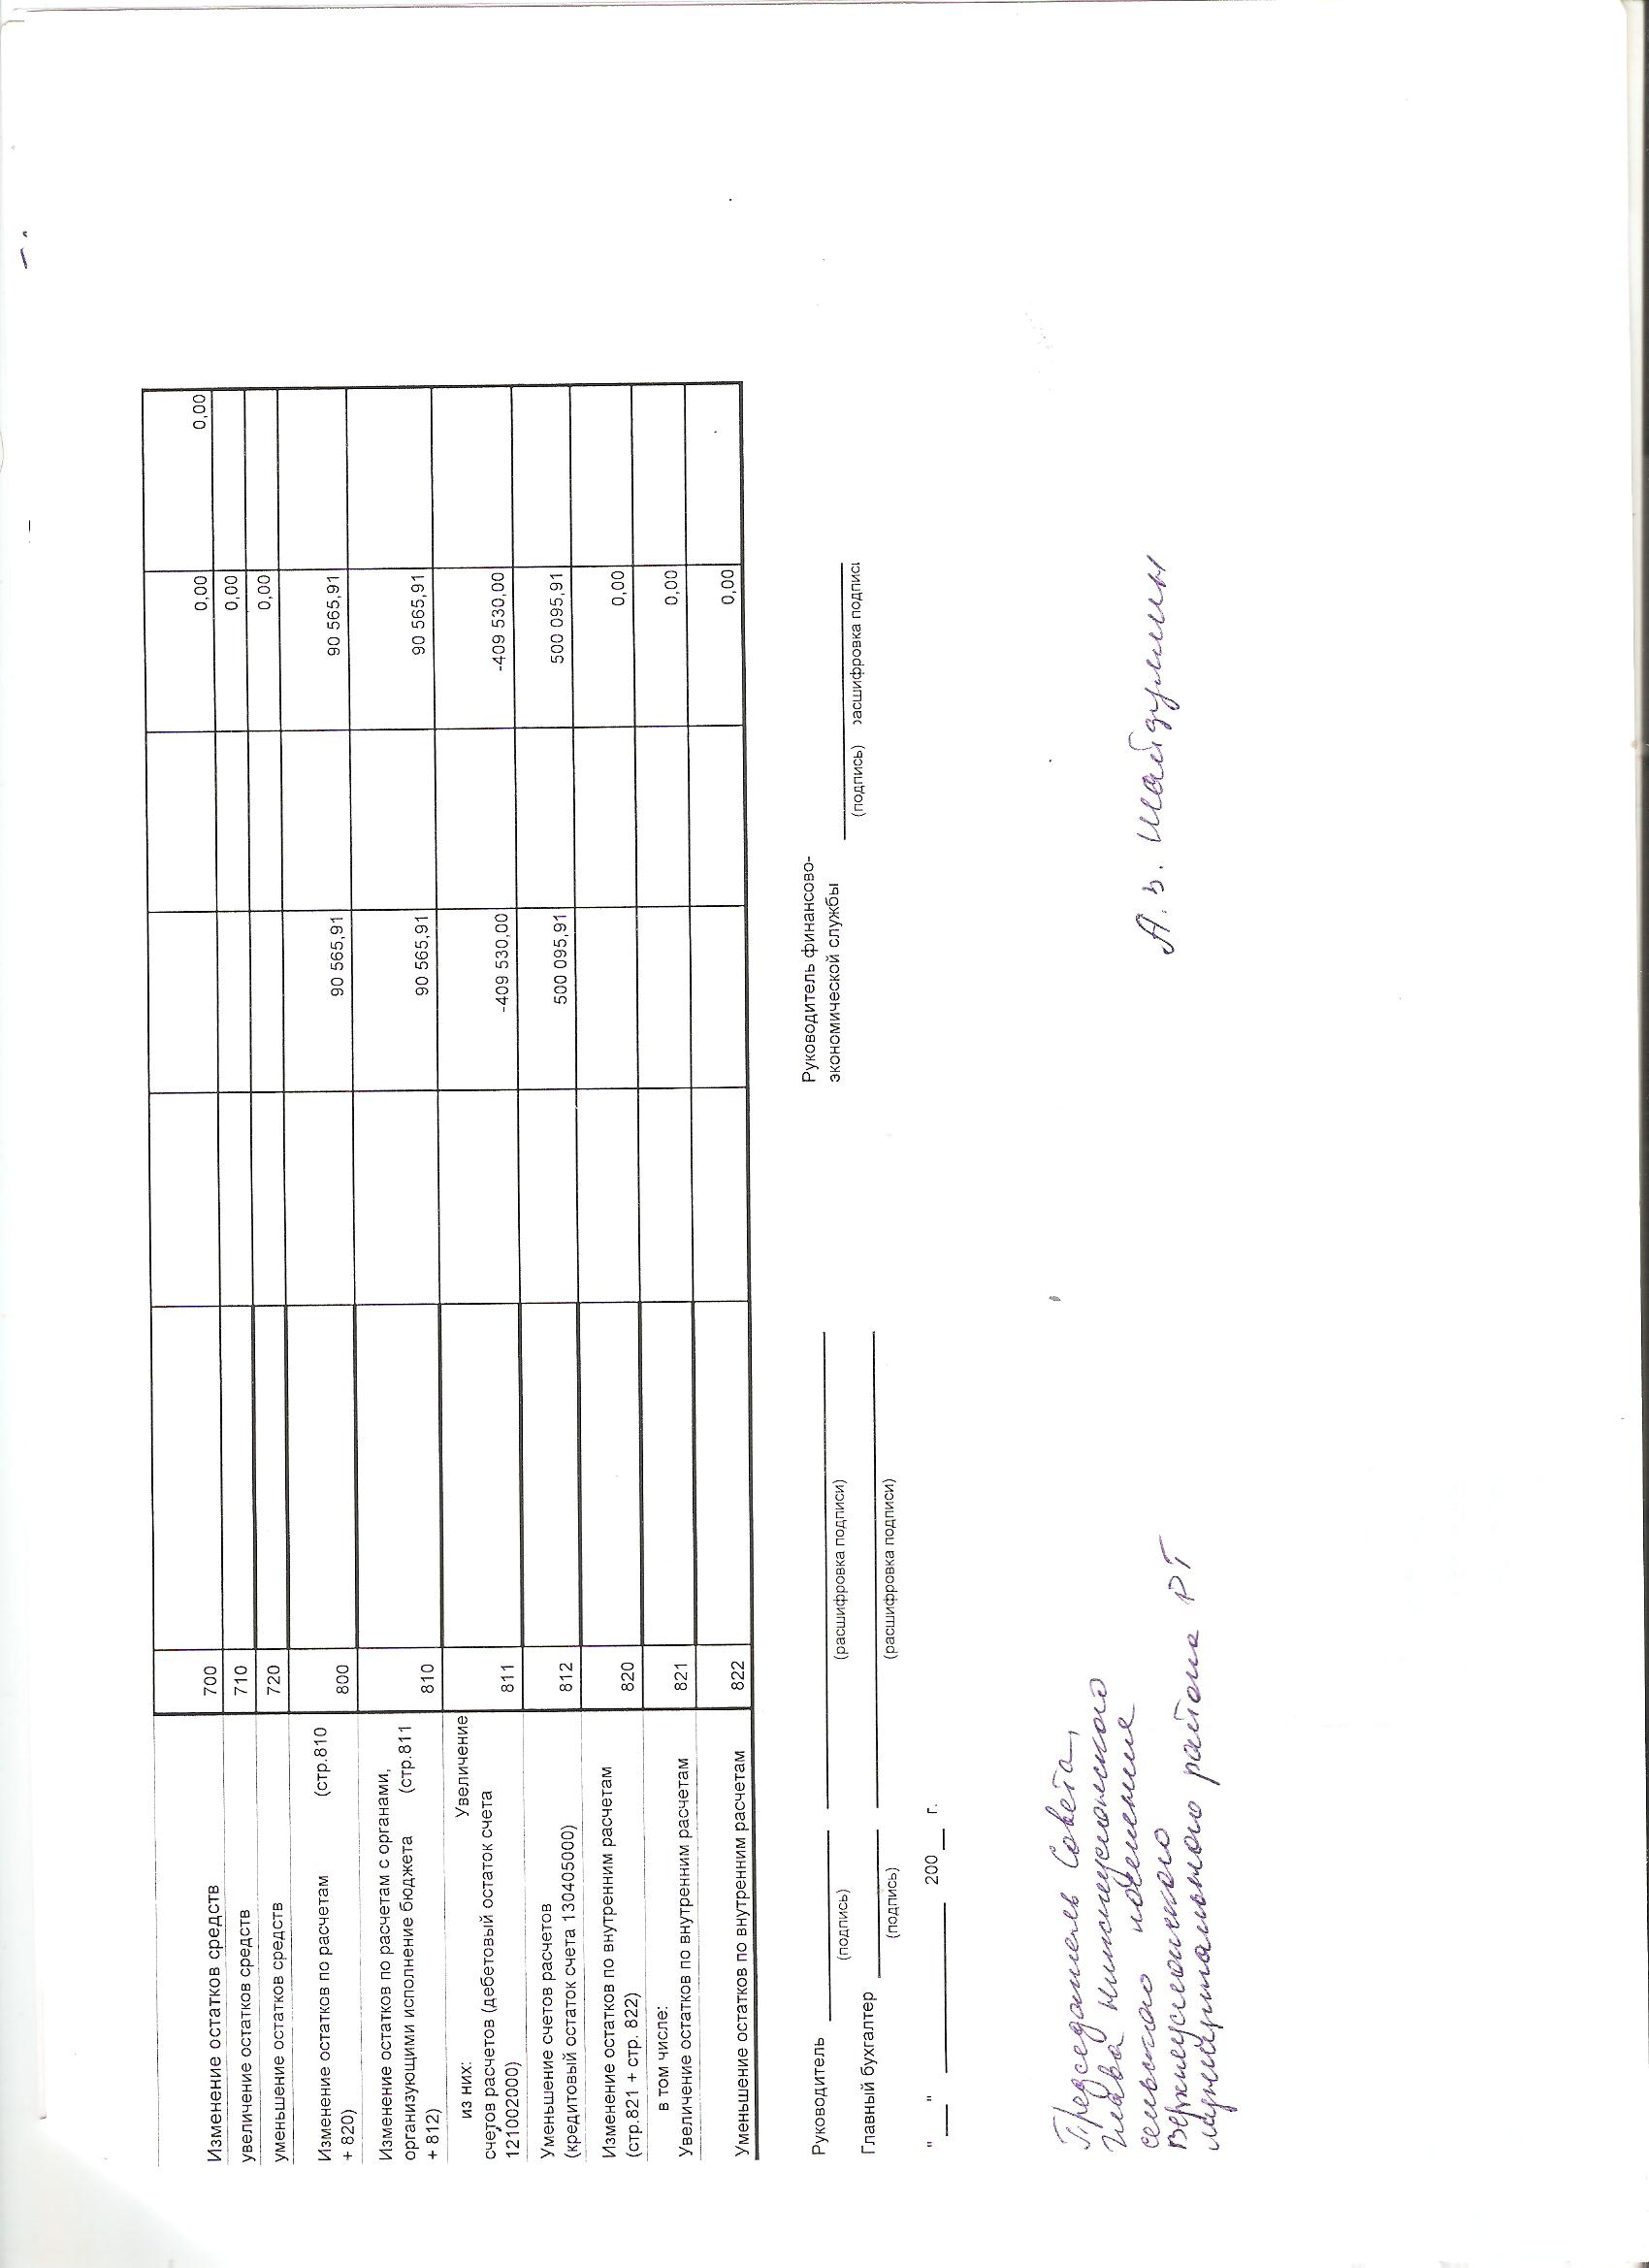 Изменение остатков средств 700 0,00 0,00
увеличение остатков средств 710 0,00
уменьшение остатков средств 720 0,00
Изменение остатков по расчетам (стр.810
+ 820) 800 90 565,91 90 565,91
Изменение остатков по расчетам с органами,
организующими исполнение бюджета (стр.811
+ 812) 810 90 565,91 90 565,91
из них: Увеличение
счетов расчетов (дебетовый остаток счета
121002000) 811 -409 530,00 -409 530,00
Уменьшение счетов расчетов
(кредитовый остаток счета 130405000) 812 500 095,91 500 095,91
Изменение остатков по внутренним расчетам
(стр.821 + стр. 822) 820 0,00
в том числе:
Увеличение остатков по внутренним расчетам 821 0,00
Уменьшение остатков по внутренним расчетам 822 0,00
Руководитель финансово-
Руководитель экономической службы
(подпись) (расшифровка подписи) (подпись) расшифровка подписи
Главный бухгалтер
(подпись) (расшифровка подписи)
" " 200 г.
Председатель Совета,
Глава
сельского поселения
Верхнеуслонского А.З.
муниципального района РТ